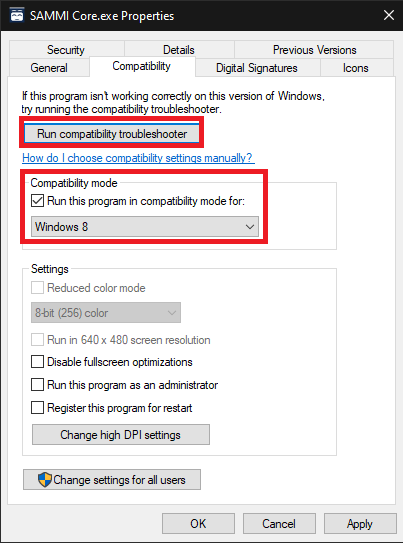 SAMMI Core.exe Properties
Security Details Previous Versions
General Compatibility Digital Signatures Icons
If this program isn't working correctly on this version of Windows,
try running the compatibility troubleshooter.
Run compatibility troubleshooter
How do I choose compatibility settings manually?
Compatibility mode
Run this program in compatibility mode for:
Windows 8
Settings
Reduced color mode
8-bit (256) color
Run in 640 x 480 screen resolution
Disable fullscreen optimizations
Run this program as an administrator
Register this program for restart
Change high DPI settings
Change settings for all users
OK Cancel Apply